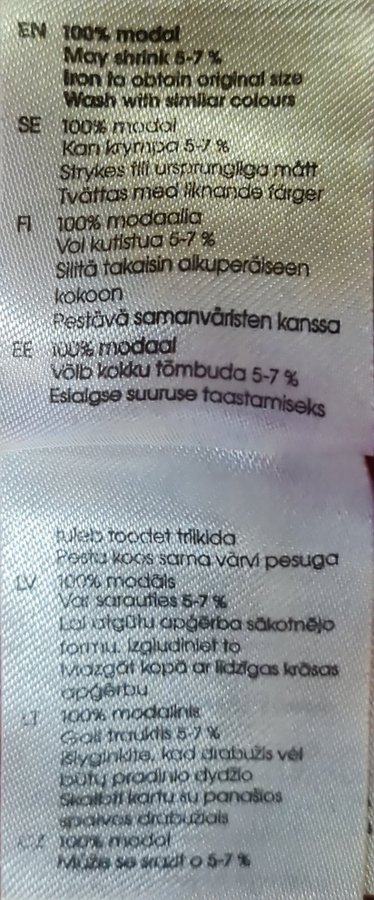 EN 100% modal
May shrink 5-7 %
Iron to obtain original size
Wash with similar colours
SE 100% modal
Kan krympa 5-7 %
Strykes till ursprungliga mått
Tvättas med liknande färger
FI 100% modaalia
Voi kutistua 5-7 %
Silitä takaisin alkuperäiseen
kokoon
Pestävä samanväristen kanssa
EE 100% modaal
Võib kokku tõmbuda 5-7 %
Esialgse suuruse taastamiseks
tuleb toodet triikida
Pesta koos sama värvi pesuga
LV 100% modāls
Var sarauties 5-7 %
Lai atgūtu apģērba sākotnējo
formu, izgludiniet to
Mazgāt kopā ar līdzīgas krāsas
apģērbu
LT 100% modalinis
Gali trauktis 5-7 %
Išlyginkite, kad drabužis vėl
būtų pradinio dydžio
Skalbti kartu su panašios
spalvos drabužiais
CZ 100% modal
Může se srazit o 5-7 %